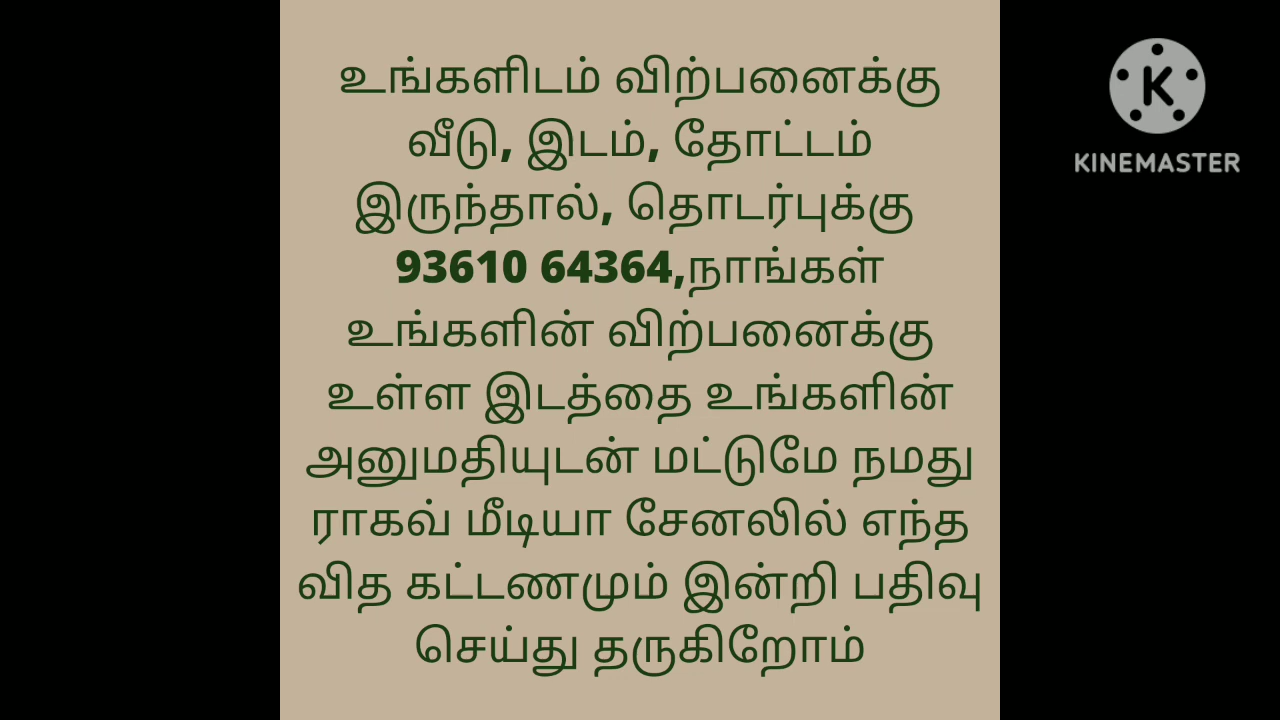 உங்களிடம் விற்பனைக்கு
வீடு, இடம், தோட்டம்
இருந்தால், தொடர்புக்கு
93610 64364,நாங்கள்
உங்களின் விற்பனைக்கு
உள்ள இடத்தை உங்களின்
அனுமதியுடன் மட்டுமே நமது
ராகவ் மீடியா சேனலில் எந்த
வித கட்டணமும் இன்றி பதிவு
செய்து தருகிறோம்
K
KINEMASTER